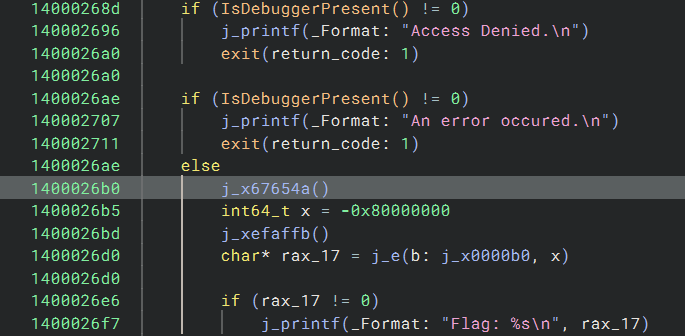 14000268d if (IsDebuggerPresent() != 0)
140002696 j_printf(_Format: "Access Denied.\n")
1400026a0 exit(return_code: 1)
1400026a0
1400026ae if (IsDebuggerPresent() != 0)
140002707 j_printf(_Format: "An error occured.\n")
140002711 exit(return_code: 1)
1400026ae else
1400026b0 j_x67654a()
1400026b5 int64_t x = -0x80000000
1400026bd j_xefaffb()
1400026d0 char* rax_17 = j_e(b: j_x0000b0, x)
1400026d0
1400026e6 if (rax_17 != 0)
1400026f7 j_printf(_Format: "Flag: %s\n", rax_17)